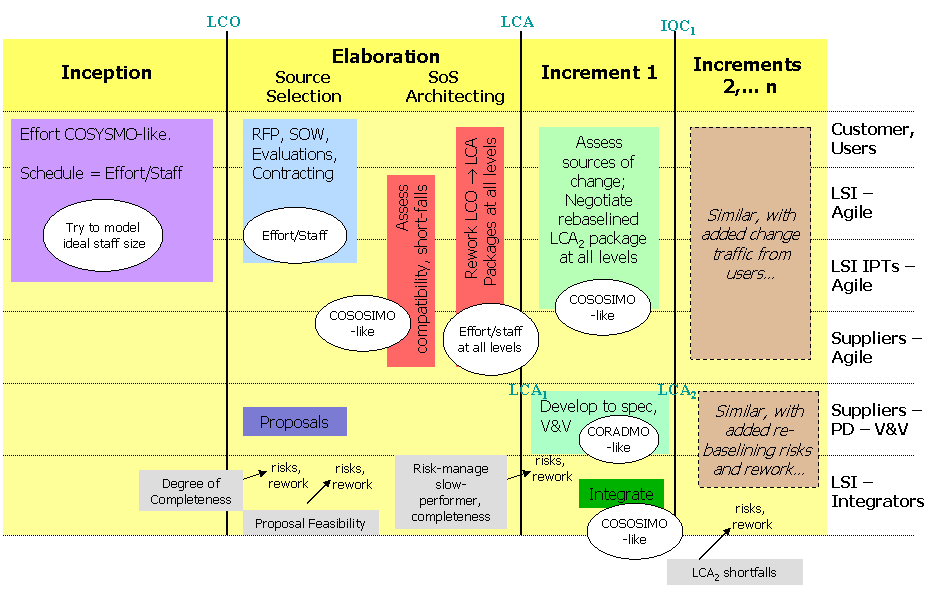 LCO
LCA
IOC1
Inception
Elaboration
Source
Selection
SoS
Architecting
Increment 1
Increments
2,… n
Effort COSYSMO-like.
Schedule = Effort/Staff
Try to model
ideal staff size
RFP, SOW,
Evaluations,
Contracting
Effort/Staff
Assess
compatibility, short-falls
COSOSIMO
-like
Rework LCO → LCA
Packages at all levels
Effort/staff
at all levels
Assess
sources of
change;
Negotiate
rebaselined
LCA2 package
at all levels
COSOSIMO
-like
Similar, with
added change
traffic from
users…
Customer,
Users
LSI –
Agile
LSI IPTs –
Agile
Suppliers –
Agile
Suppliers –
PD – V&V
LSI –
Integrators
LCA1
LCA2
Proposals
Develop to spec,
V&V
CORADMO
-like
Similar, with
added re-
baselining risks
and rework…
Degree of
Completeness
risks,
rework
Proposal Feasibility
risks,
rework
Risk-manage
slow-
performer,
completeness
risks,
rework
Integrate
COSOSIMO
-like
risks,
rework
LCA2 shortfalls